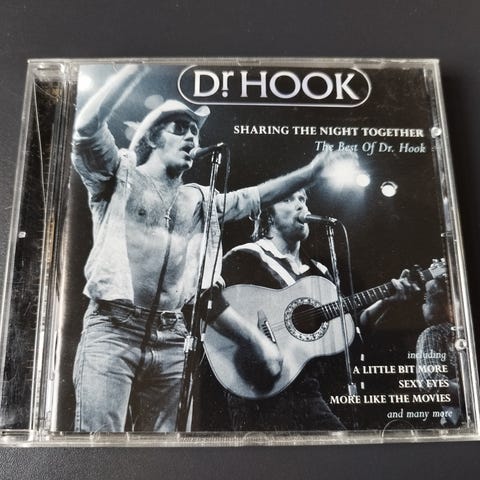 Dr. HOOK
SHARING THE NIGHT TOGETHER
The Best Of Dr. Hook
including
A LITTLE BIT MORE
SEXY EYES
MORE LIKE THE MOVIES
and many more